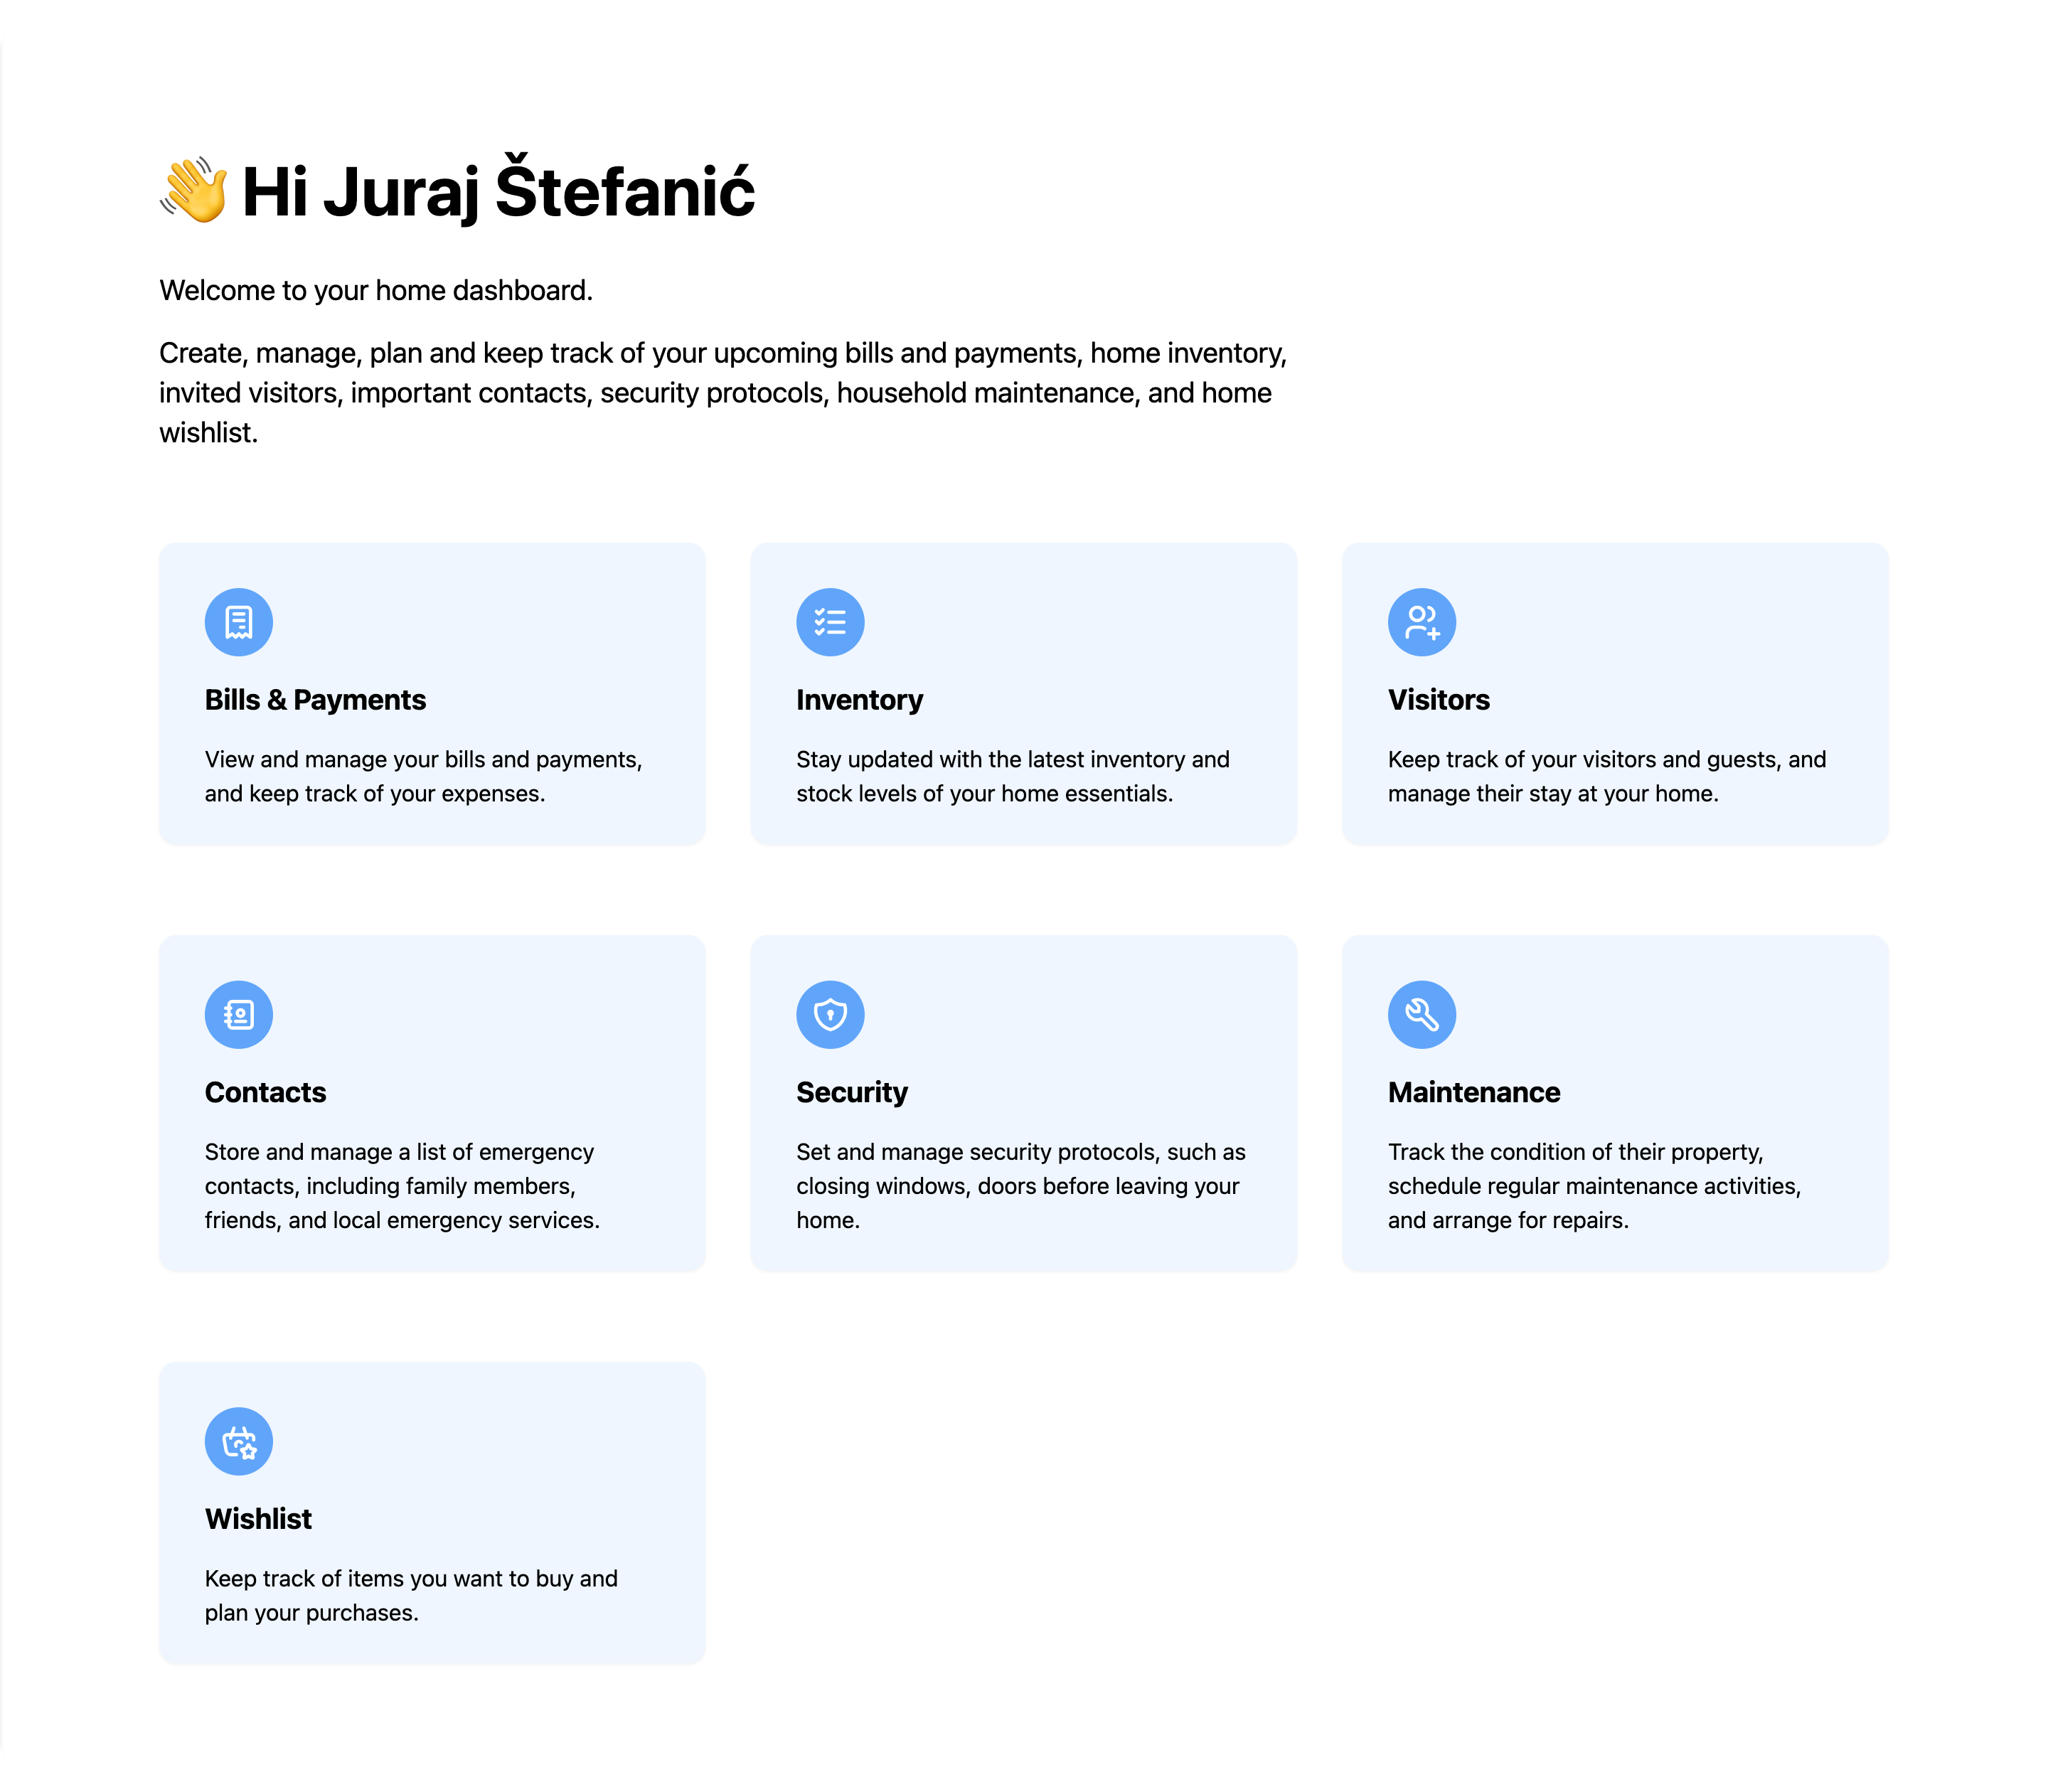 👋 Hi Juraj Štefanić
Welcome to your home dashboard.
Create, manage, plan and keep track of your upcoming bills and payments, home inventory,
invited visitors, important contacts, security protocols, household maintenance, and home
wishlist.
Bills & Payments
View and manage your bills and payments,
and keep track of your expenses.
Inventory
Stay updated with the latest inventory and
stock levels of your home essentials.
Visitors
Keep track of your visitors and guests, and
manage their stay at your home.
Contacts
Store and manage a list of emergency
contacts, including family members,
friends, and local emergency services.
Security
Set and manage security protocols, such as
closing windows, doors before leaving your
home.
Maintenance
Track the condition of their property,
schedule regular maintenance activities,
and arrange for repairs.
Wishlist
Keep track of items you want to buy and
plan your purchases.